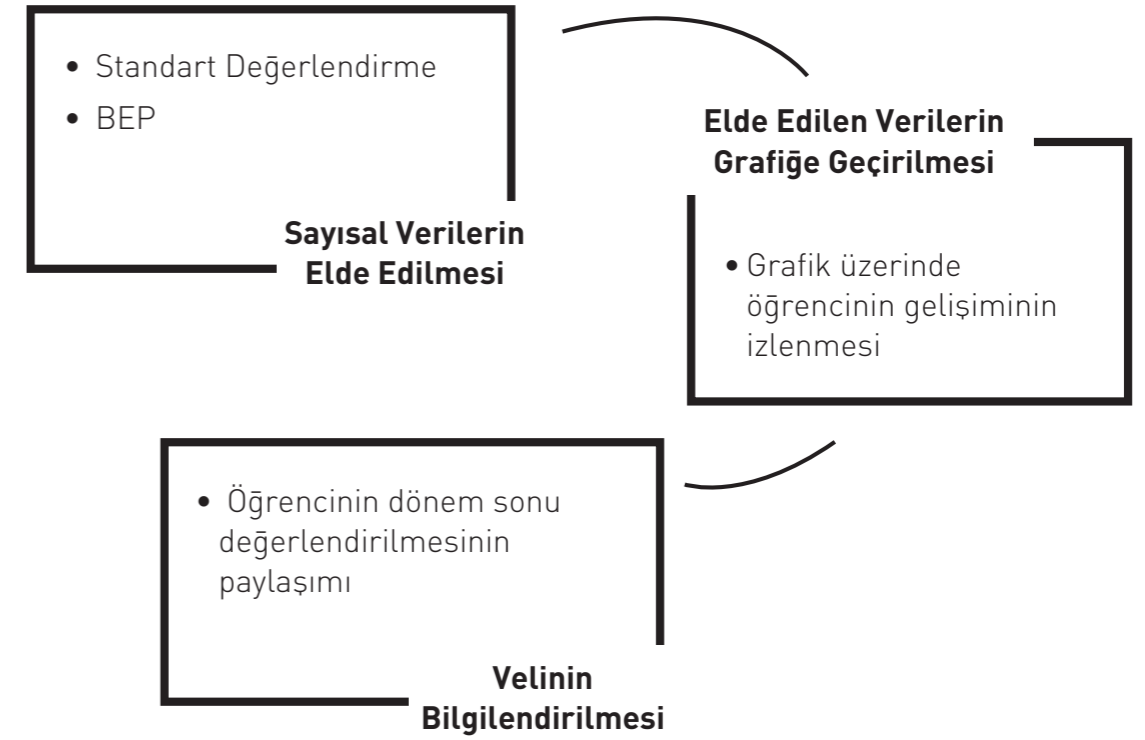 • Standart Değerlendirme
• BEP
Sayısal Verilerin
Elde Edilmesi
Elde Edilen Verilerin
Grafiğe Geçirilmesi
• Grafik üzerinde
öğrencinin gelişiminin
izlenmesi
• Öğrencinin dönem sonu
değerlendirilmesinin
paylaşımı
Velinin
Bilgilendirilmesi